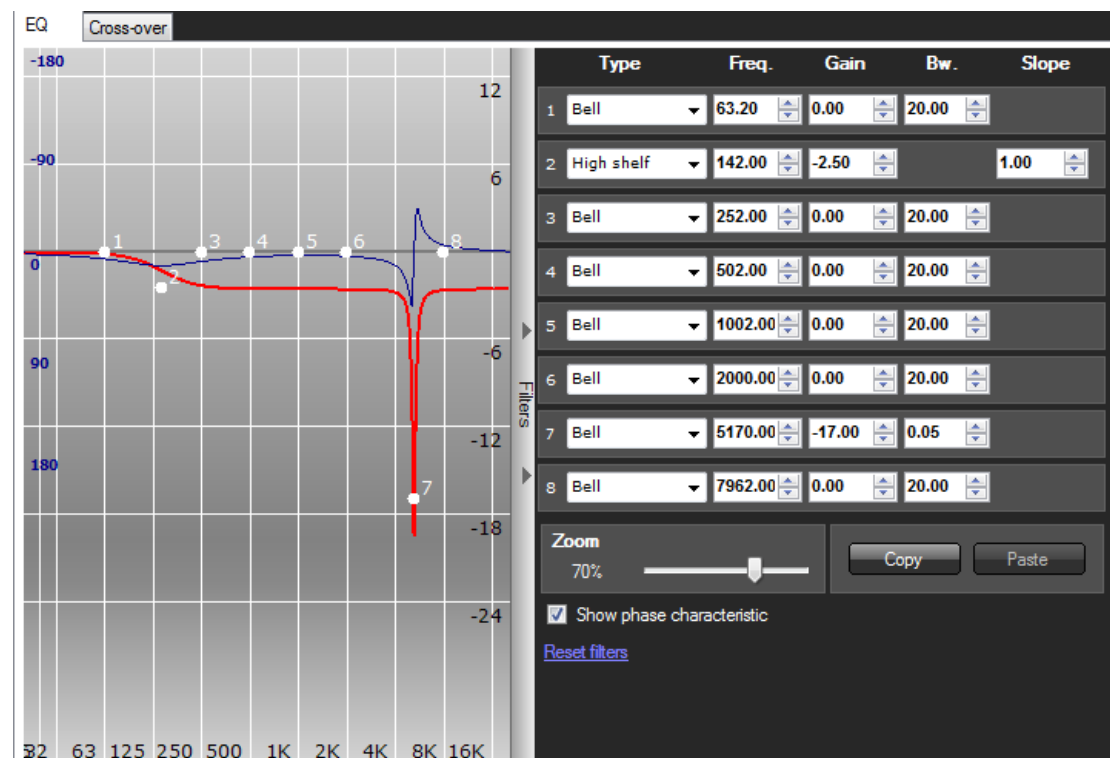 EQ Cross-over
-180
12
-90
6
0
-6
90
-12
180
-18
-24
1 2 3 4 5 6 7 8
32 63 125 250 500 1K 2K 4K 8K 16K
Filters
Type Freq. Gain Bw. Slope
1 Bell 63.20 0.00 20.00
2 High shelf 142.00 -2.50 1.00
3 Bell 252.00 0.00 20.00
4 Bell 502.00 0.00 20.00
5 Bell 1002.00 0.00 20.00
6 Bell 2000.00 0.00 20.00
7 Bell 5170.00 -17.00 0.05
8 Bell 7962.00 0.00 20.00
Zoom
70%
Copy Paste
Show phase characteristic
Reset filters